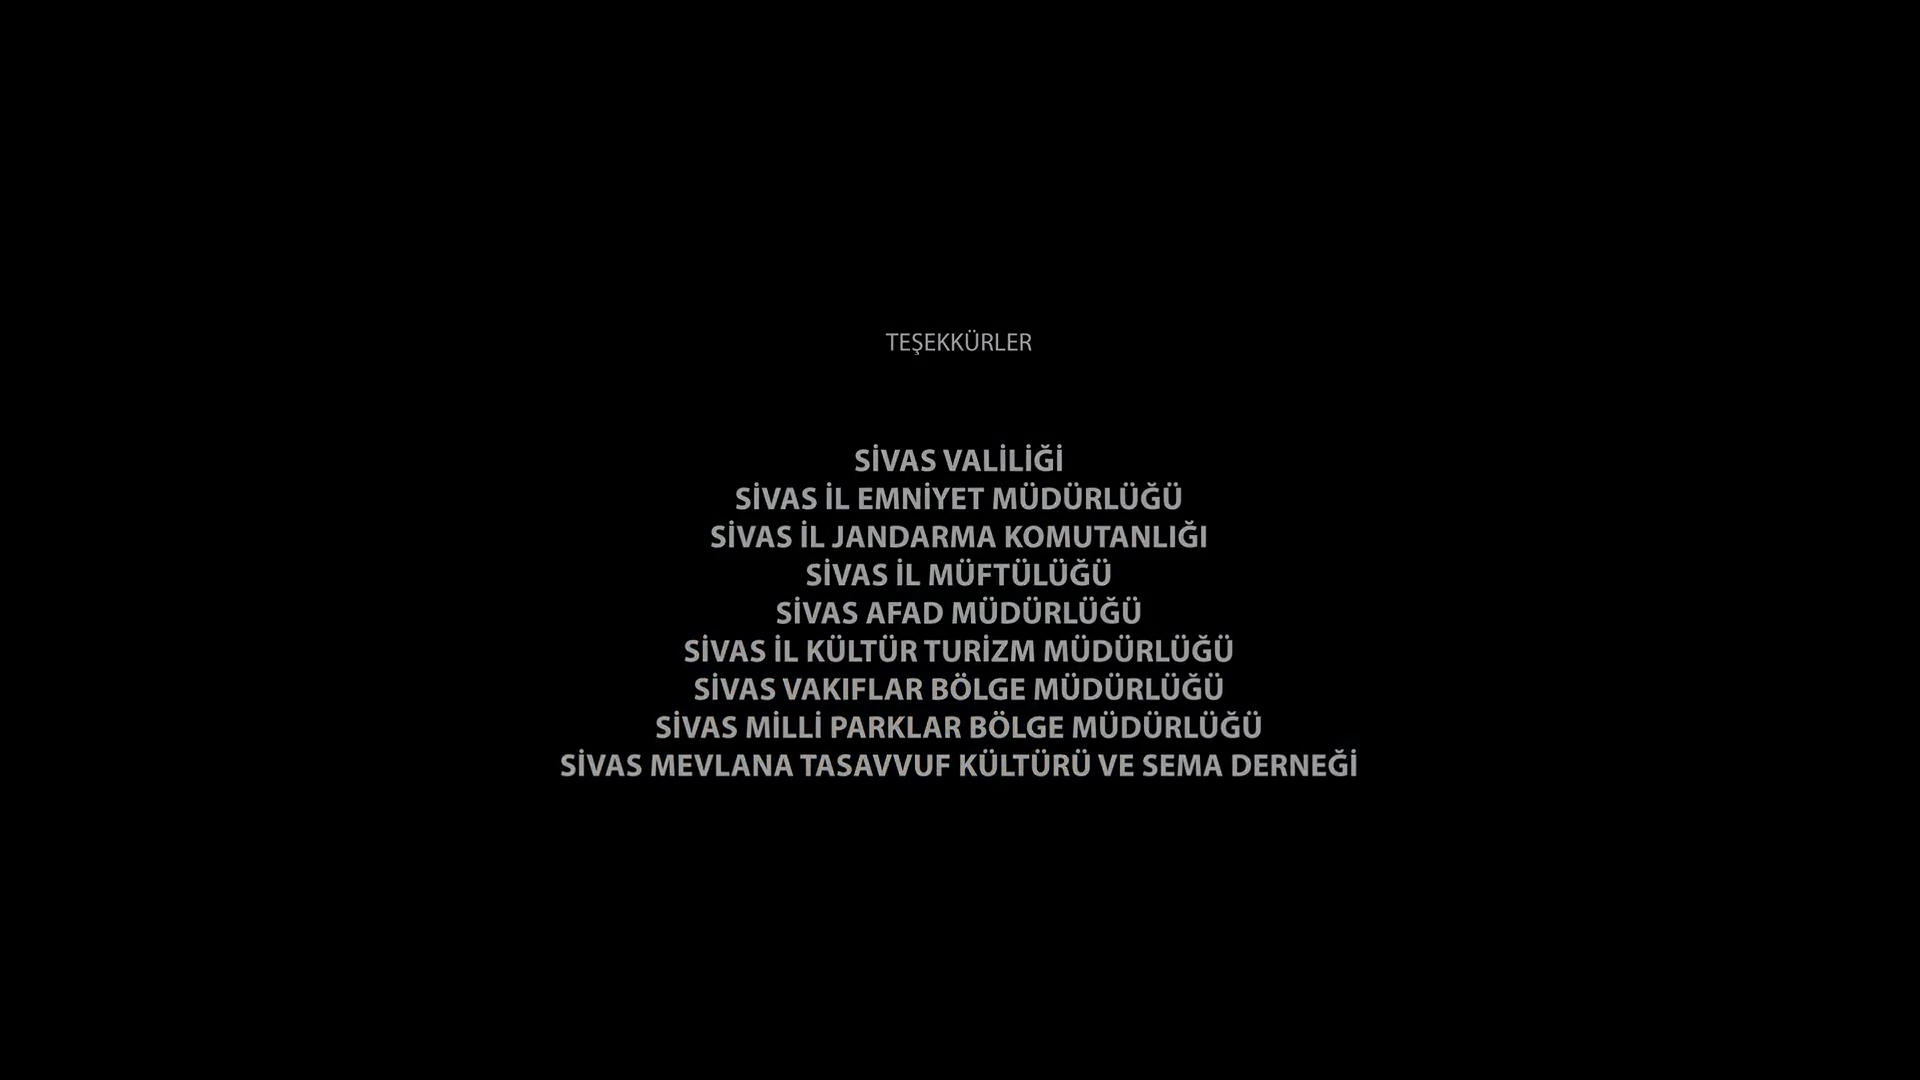 TEŞEKKÜRLER
SİVAS VALİLİĞİ
SİVAS İL EMNİYET MÜDÜRLÜĞÜ
SİVAS İL JANDARMA KOMUTANLIĞI
SİVAS İL MÜFTÜLÜĞÜ
SİVAS AFAD MÜDÜRLÜĞÜ
SİVAS İL KÜLTÜR TURİZM MÜDÜRLÜĞÜ
SİVAS VAKIFLAR BÖLGE MÜDÜRLÜĞÜ
SİVAS MİLLİ PARKLAR BÖLGE MÜDÜRLÜĞÜ
SİVAS MEVLANA TASAVVUF KÜLTÜRÜ VE SEMA DERNEĞİ